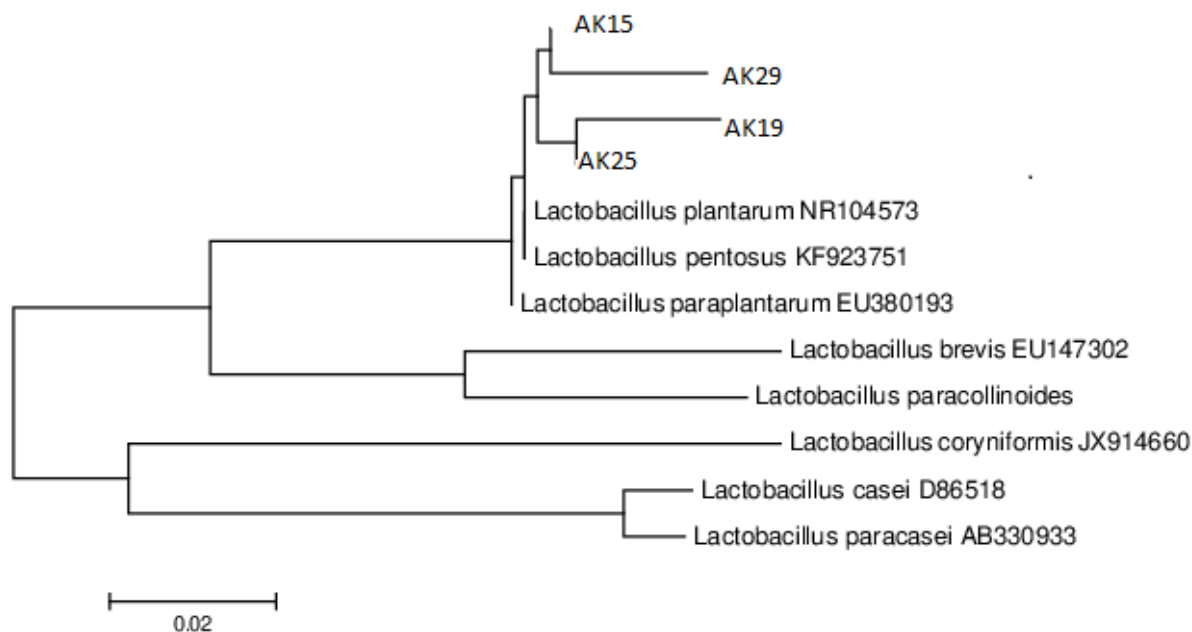 AK15
AK29
AK19
AK25
Lactobacillus plantarum NR104573
Lactobacillus pentosus KF923751
Lactobacillus paraplantarum EU380193
Lactobacillus brevis EU147302
Lactobacillus paracollinoides
Lactobacillus coryniformis JX914660
Lactobacillus casei D86518
Lactobacillus paracasei AB330933
0.02